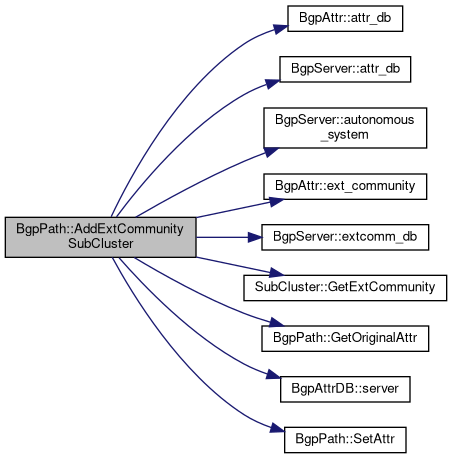 BgpAttr::attr_db
BgpServer::attr_db
BgpServer::autonomous
_system
BgpAttr::ext_community
BgpPath::AddExtCommunity
SubCluster
BgpServer::extcomm_db
SubCluster::GetExtCommunity
BgpPath::GetOriginalAttr
BgpAttrDB::server
BgpPath::SetAttr